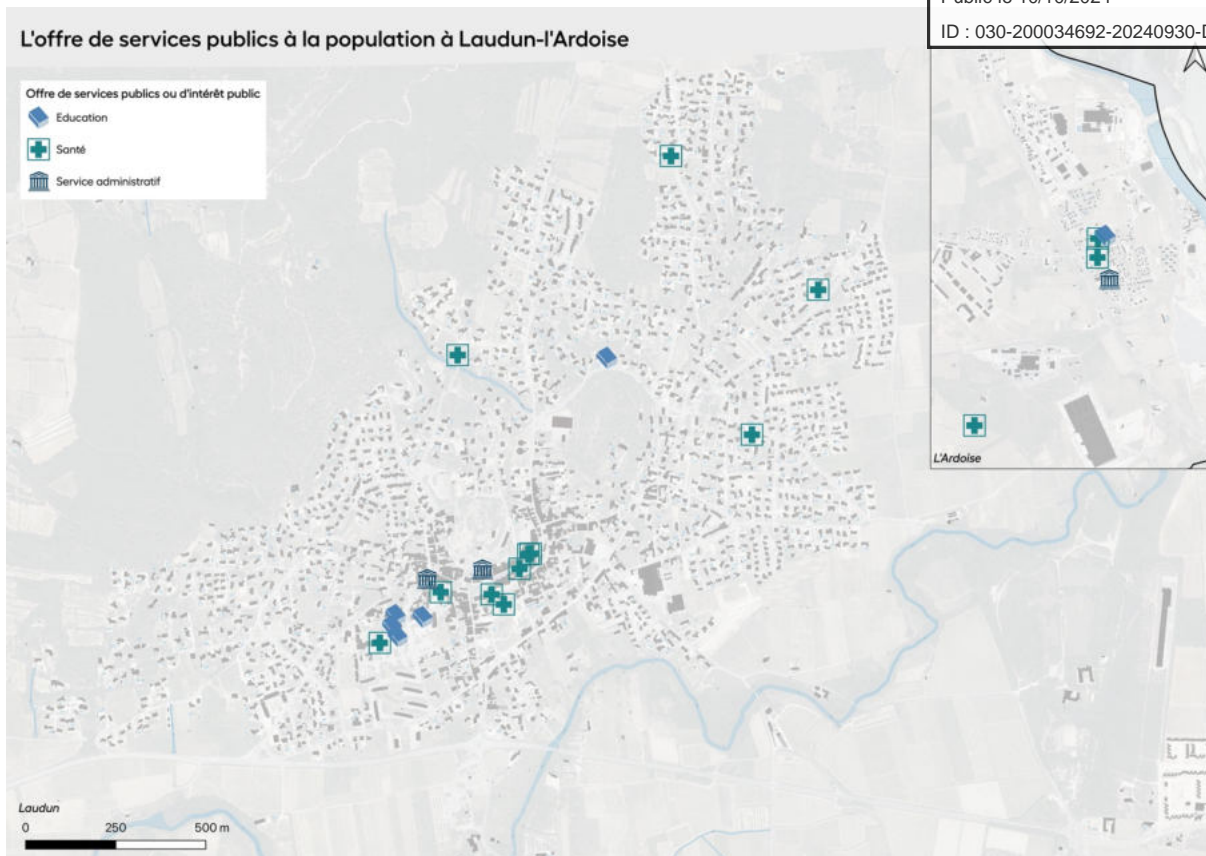 L'offre de services publics à la population à Laudun-l'Ardoise
ID : 030-200034692-20240930-D
Offre de services publics ou d'intérêt public
Education
Santé
Service administratif
L'Ardoise
Laudun
0 250 500 m